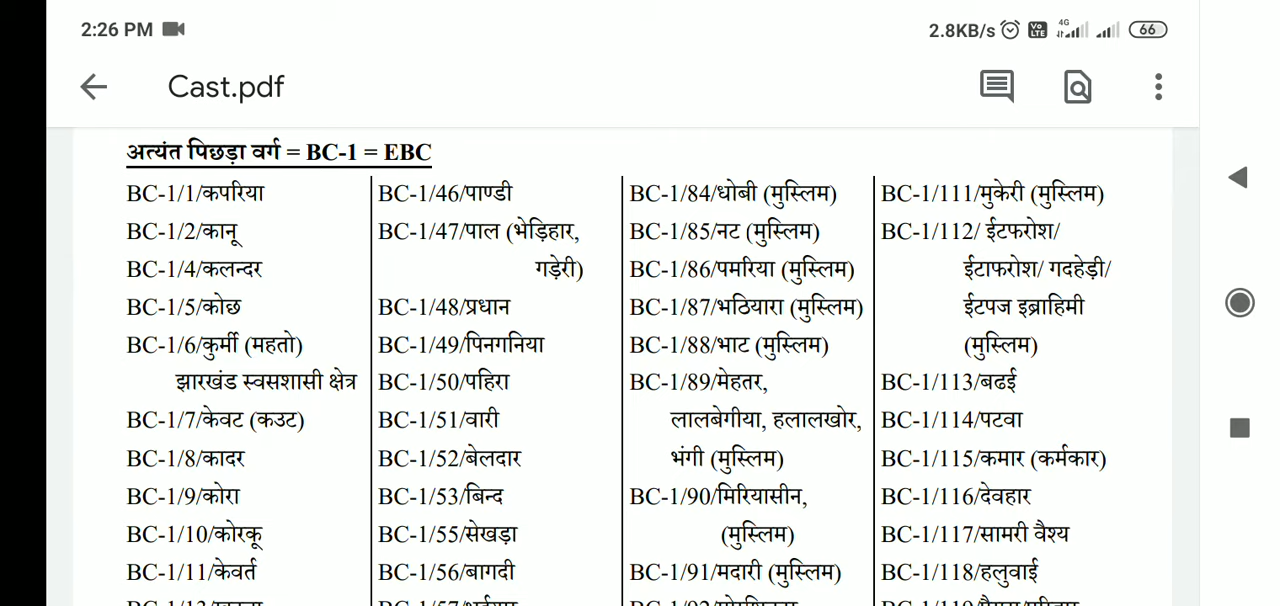 2:26 PM
2.8KB/s
Vo LTE
4G
66
Cast.pdf
अत्यंत पिछड़ा वर्ग = BC-1 = EBC
BC-1/1/कपरिया
BC-1/2/कानू
BC-1/4/कलन्दर
BC-1/5/कोछ
BC-1/6/कुर्मी (महतो)
झारखंड स्वसशासी क्षेत्र
BC-1/7/केवट (कउट)
BC-1/8/कादर
BC-1/9/कोरा
BC-1/10/कोरकू
BC-1/11/केवर्त
BC-1/46/पाण्डी
BC-1/47/पाल (भेड़िहार,
गड़ेरी)
BC-1/48/प्रधान
BC-1/49/पिनगनिया
BC-1/50/पहिरा
BC-1/51/वारी
BC-1/52/बेलदार
BC-1/53/बिन्द
BC-1/55/सेखड़ा
BC-1/56/बागदी
BC-1/84/धोबी (मुस्लिम)
BC-1/85/नट (मुस्लिम)
BC-1/86/पमरिया (मुस्लिम)
BC-1/87/भठियारा (मुस्लिम)
BC-1/88/भाट (मुस्लिम)
BC-1/89/मेहतर,
लालबेगीया, हलालखोर,
भंगी (मुस्लिम)
BC-1/90/मिरियासीन,
(मुस्लिम)
BC-1/91/मदारी (मुस्लिम)
BC-1/111/मुकेरी (मुस्लिम)
BC-1/112/ ईटफरोश/
ईटाफरोश/ गदहेड़ी/
ईटपज इब्राहिमी
(मुस्लिम)
BC-1/113/बढई
BC-1/114/पटवा
BC-1/115/कमार (कर्मकार)
BC-1/116/देवहार
BC-1/117/सामरी वैश्य
BC-1/118/हलुवाई